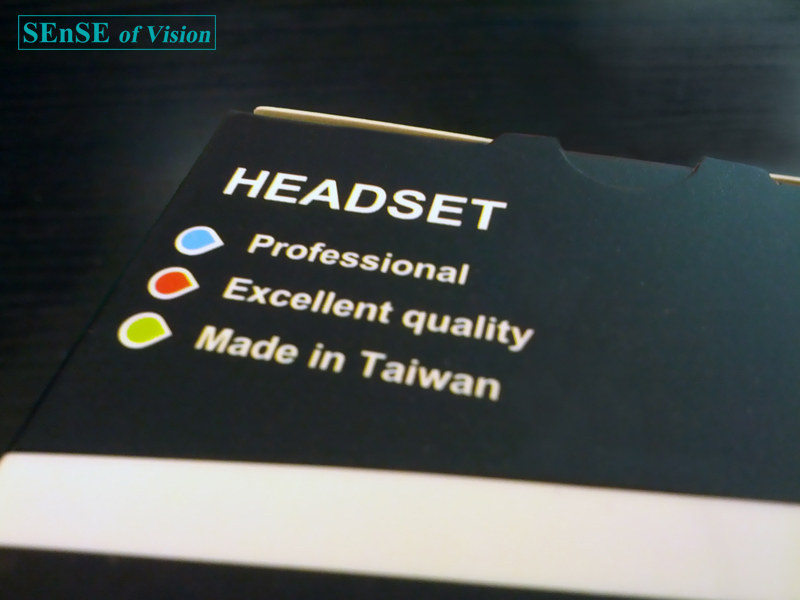 SEnSE of Vision
HEADSET
Professional
Excellent quality
Made in Taiwan